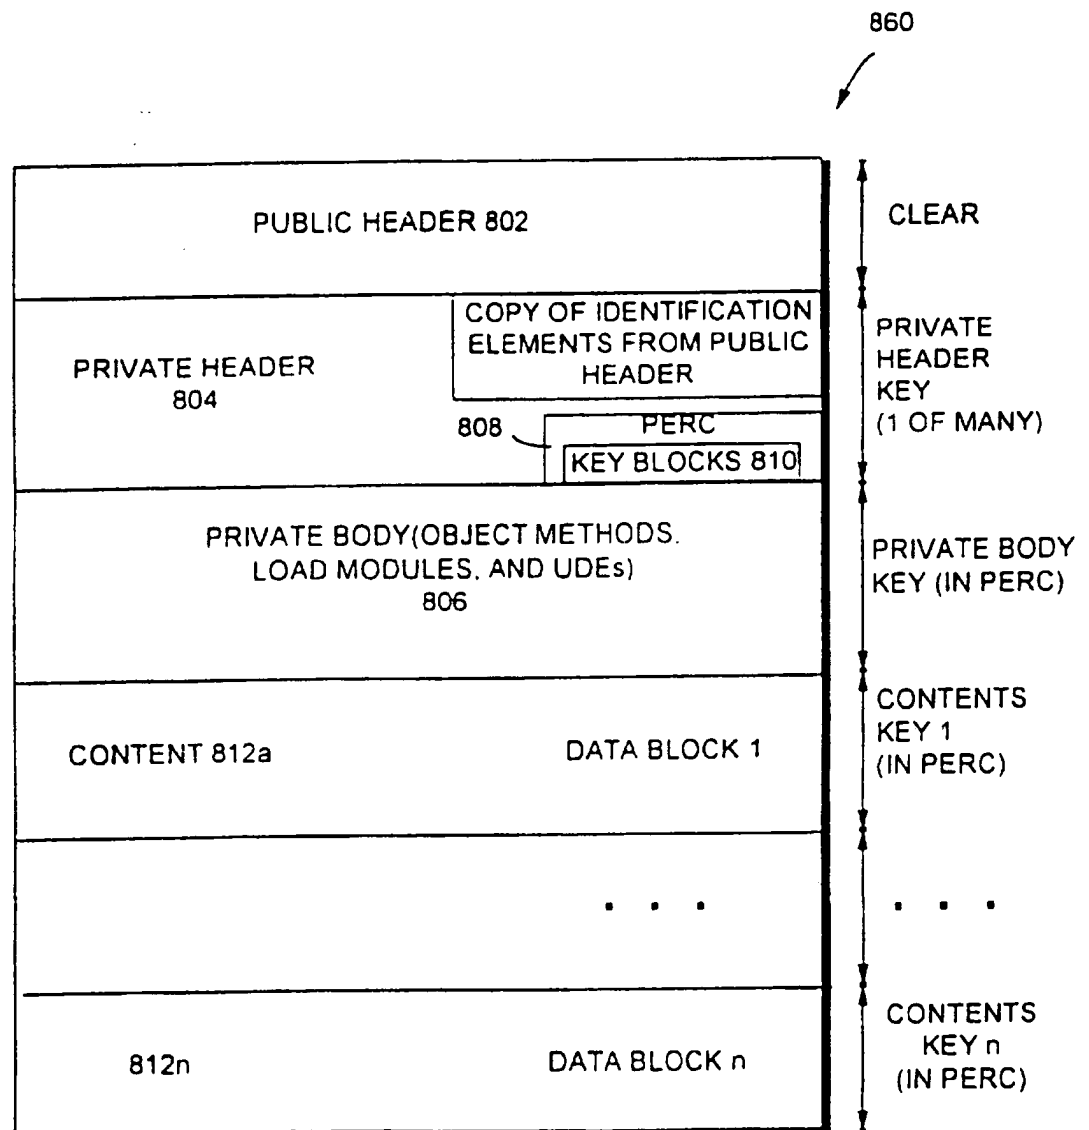 860
PUBLIC HEADER 802
CLEAR
PRIVATE HEADER
804
COPY OF IDENTIFICATION
ELEMENTS FROM PUBLIC
HEADER
808
PERC
KEY BLOCKS 810
PRIVATE
HEADER
KEY
(1 OF MANY)
PRIVATE BODY(OBJECT METHODS.
LOAD MODULES. AND UDEs)
806
PRIVATE BODY
KEY (IN PERC)
CONTENT 812a
DATA BLOCK 1
CONTENTS
KEY 1
(IN PERC)
. . .
. . .
812n
DATA BLOCK n
CONTENTS
KEY n
(IN PERC)